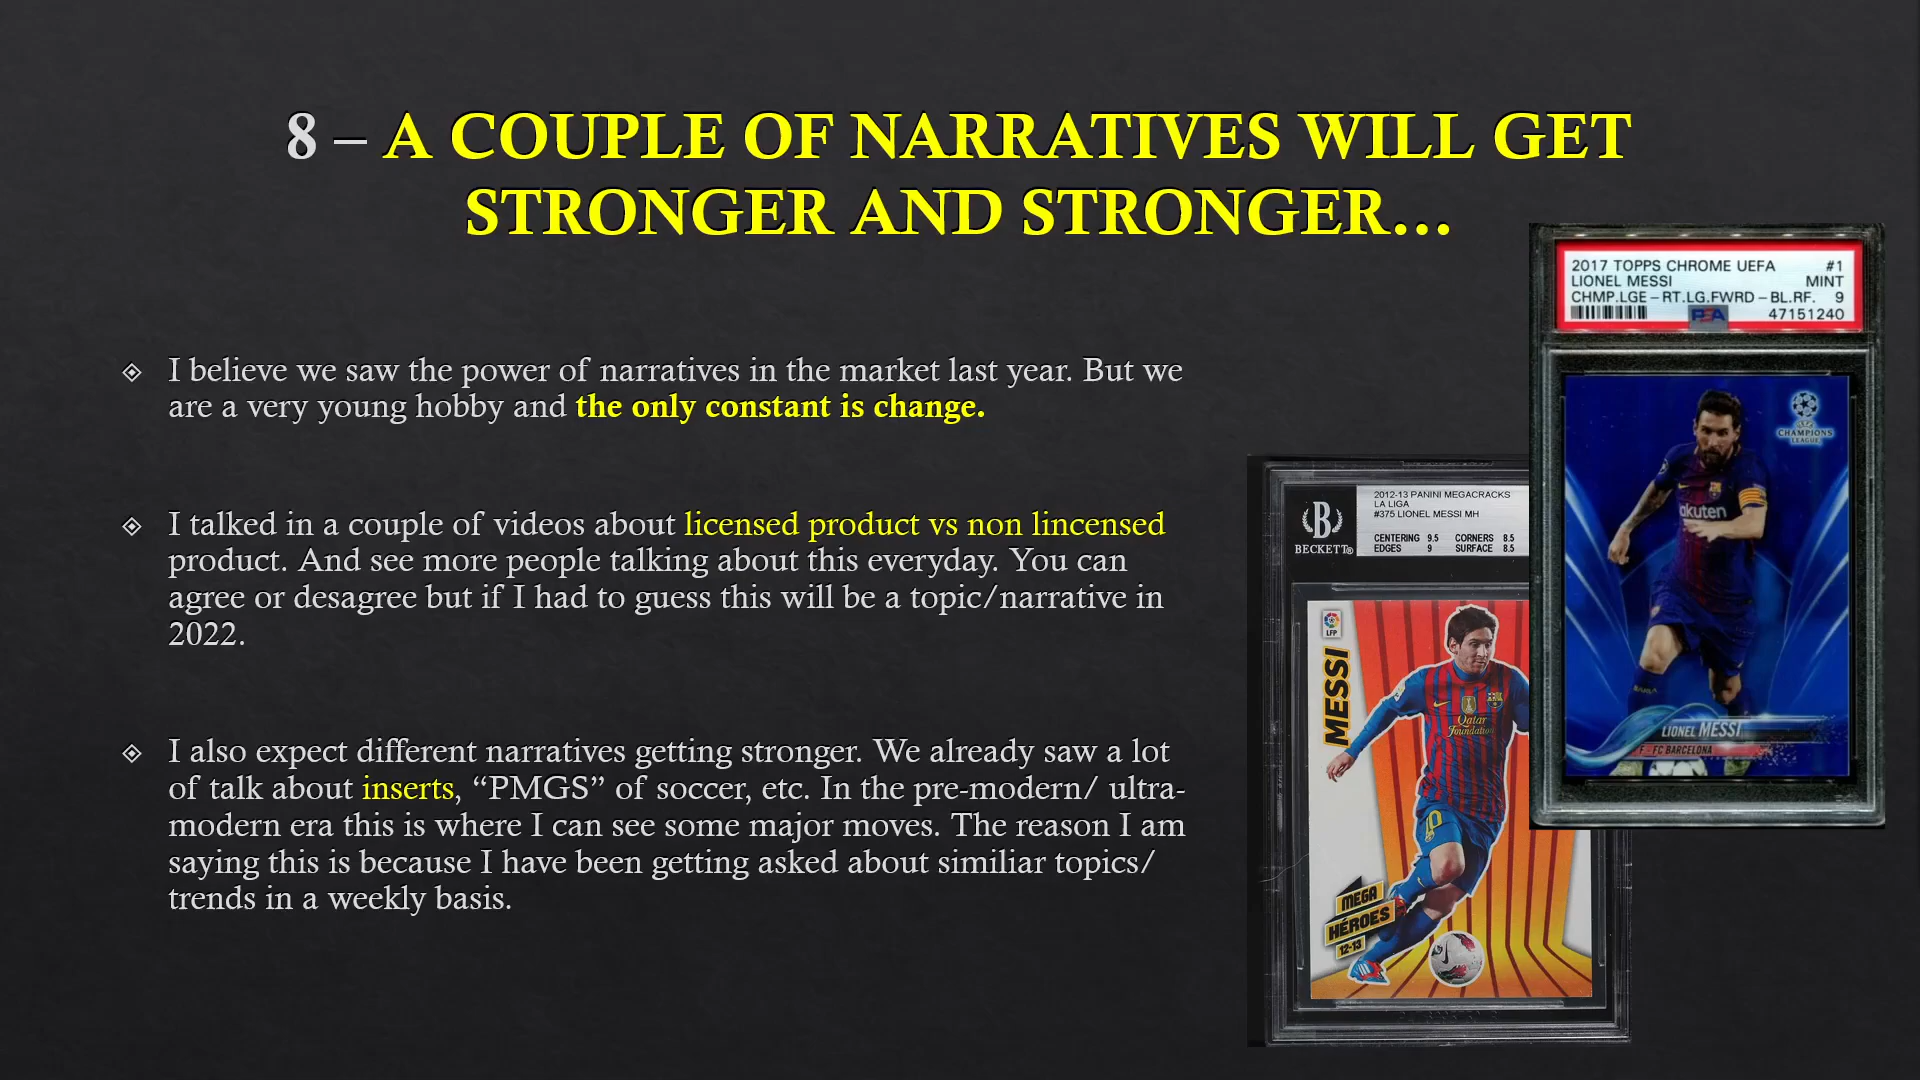 8 – A COUPLE OF NARRATIVES WILL GET
STRONGER AND STRONGER…
I believe we saw the power of narratives in the market last year. But we
are a very young hobby and the only constant is change.
I talked in a couple of videos about licensed product vs non lincensed
product. And see more people talking about this everyday. You can
agree or desagree but if I had to guess this will be a topic/narrative in
2022.
I also expect different narratives getting stronger. We already saw a lot
of talk about inserts, “PMGS” of soccer, etc. In the pre-modern/ ultra-
modern era this is where I can see some major moves. The reason I am
saying this is because I have been getting asked about similiar topics/
trends in a weekly basis.
2017 TOPPS CHROME UEFA #1
LIONEL MESSI MINT
CHMP.LGE – RT.LG.FWRD – BL.RF. 9
PSA 47151240
CHAMPIONS
LEAGUE
Rakuten
LIONEL MESSI
F - FC BARCELONA
B
BECKETT®
2012-13 PANINI MEGACRACKS
LA LIGA
#375 LIONEL MESSI MH
CENTERING 9.5 CORNERS 8.5
EDGES 9 SURFACE 8.5
LFP
MESSI
Qatar
Foundation
10
MEGA
HÉROES
12-13